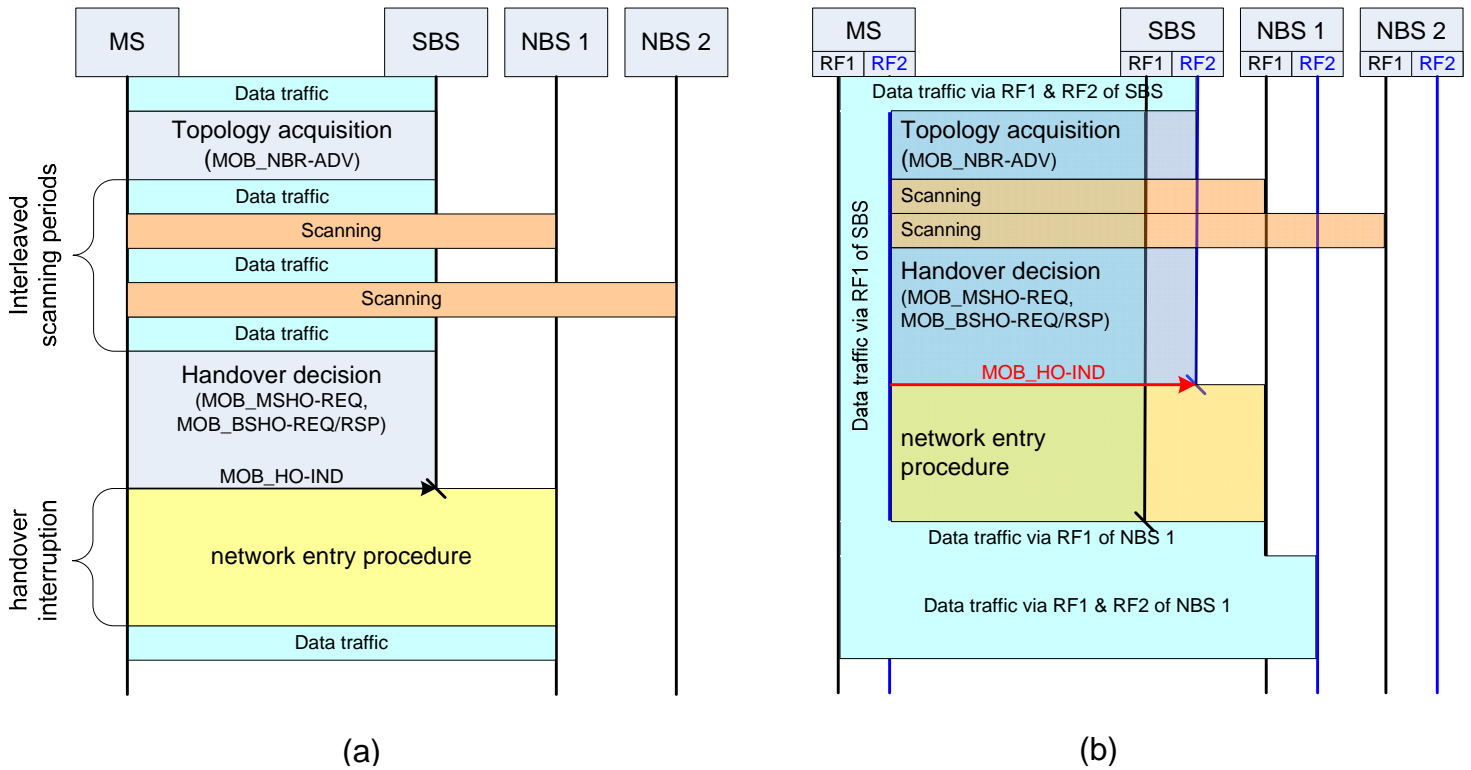 MS
SBS
NBS 1
NBS 2
Data traffic
Topology acquisition
(MOB_NBR-ADV)
Interleaved
scanning periods
Data traffic
Scanning
Data traffic
Scanning
Data traffic
Handover decision
(MOB_MSHO-REQ,
MOB_BSHO-REQ/RSP)
MOB_HO-IND
handover
interruption
network entry procedure
Data traffic
(a)
MS
SBS
NBS 1
NBS 2
RF1
RF2
RF1
RF2
RF1
RF2
RF1
RF2
Data traffic via RF1 & RF2 of SBS
Topology acquisition
(MOB_NBR-ADV)
Scanning
Scanning
Data traffic via RF1 of SBS
Handover decision
(MOB_MSHO-REQ,
MOB_BSHO-REQ/RSP)
MOB_HO-IND
network entry
procedure
Data traffic via RF1 of NBS 1
Data traffic via RF1 & RF2 of NBS 1
(b)